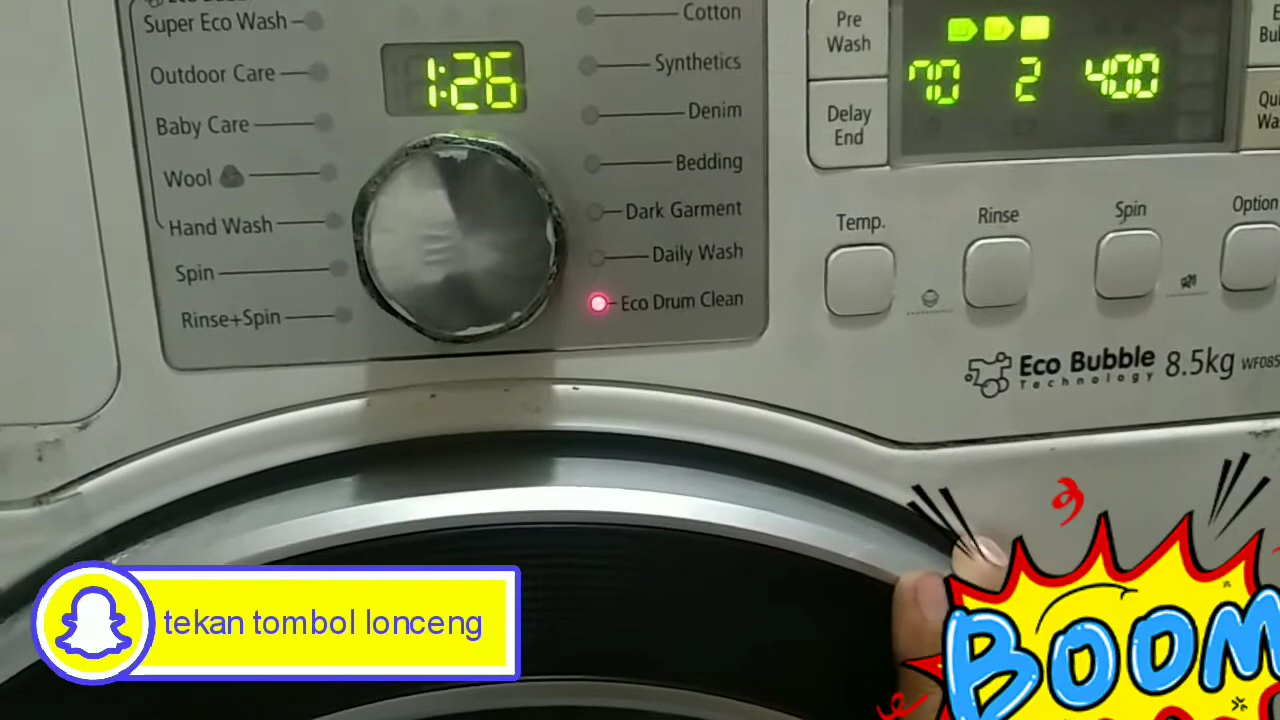 Super Eco Wash
Outdoor Care
Baby Care
Wool
Hand Wash
Spin
Rinse+Spin
1:26
Cotton
Synthetics
Denim
Bedding
Dark Garment
Daily Wash
Eco Drum Clean
Pre
Wash
Delay
End
70 2 400
Temp.
Rinse
Spin
Option
Eco Bubble
Technology
8.5kg
tekan tombol lonceng
BOOM